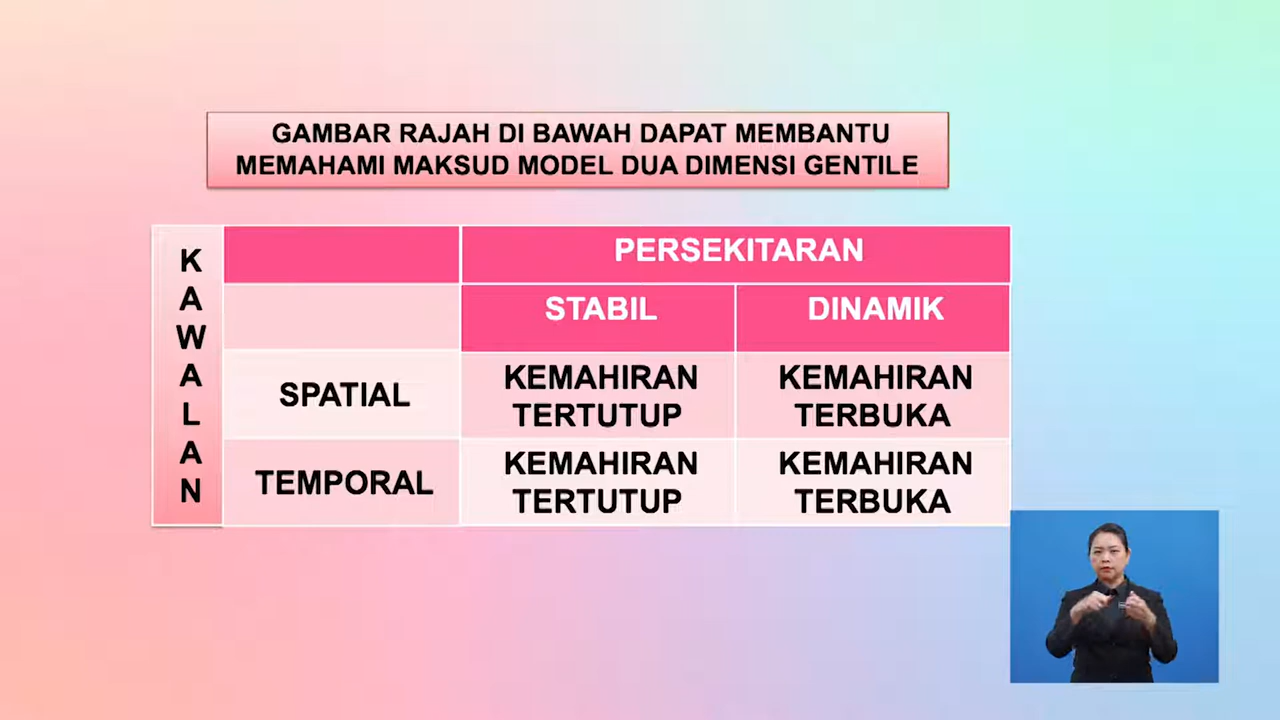 GAMBAR RAJAH DI BAWAH DAPAT MEMBANTU
MEMAHAMI MAKSUD MODEL DUA DIMENSI GENTILE
KAWALAN
PERSEKITARAN
STABIL
DINAMIK
SPATIAL
KEMAHIRAN
TERTUTUP
KEMAHIRAN
TERBUKA
TEMPORAL
KEMAHIRAN
TERTUTUP
KEMAHIRAN
TERBUKA